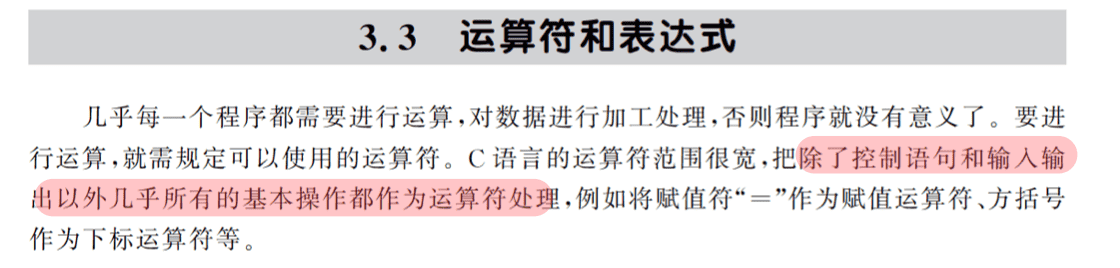 3.3 运算符和表达式
几乎每一个程序都需要进行运算,对数据进行加工处理,否则程序就没有意义了。要进
行运算,就需规定可以使用的运算符。C 语言的运算符范围很宽,把除了控制语句和输入输
出以外几乎所有的基本操作都作为运算符处理,例如将赋值符“=”作为赋值运算符、方括号
作为下标运算符等。